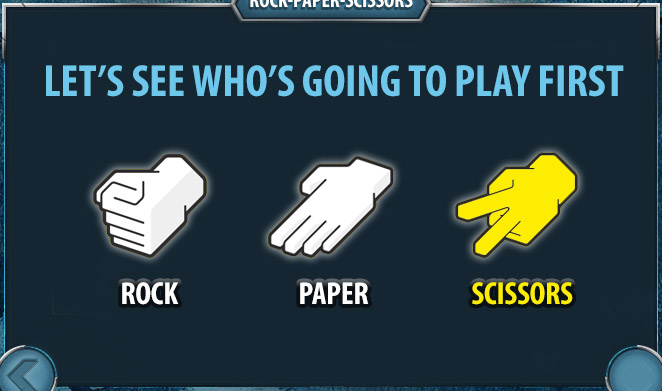 ROCK-PAPER-SCISSORS
LET'S SEE WHO'S GOING TO PLAY FIRST
ROCK
PAPER
SCISSORS